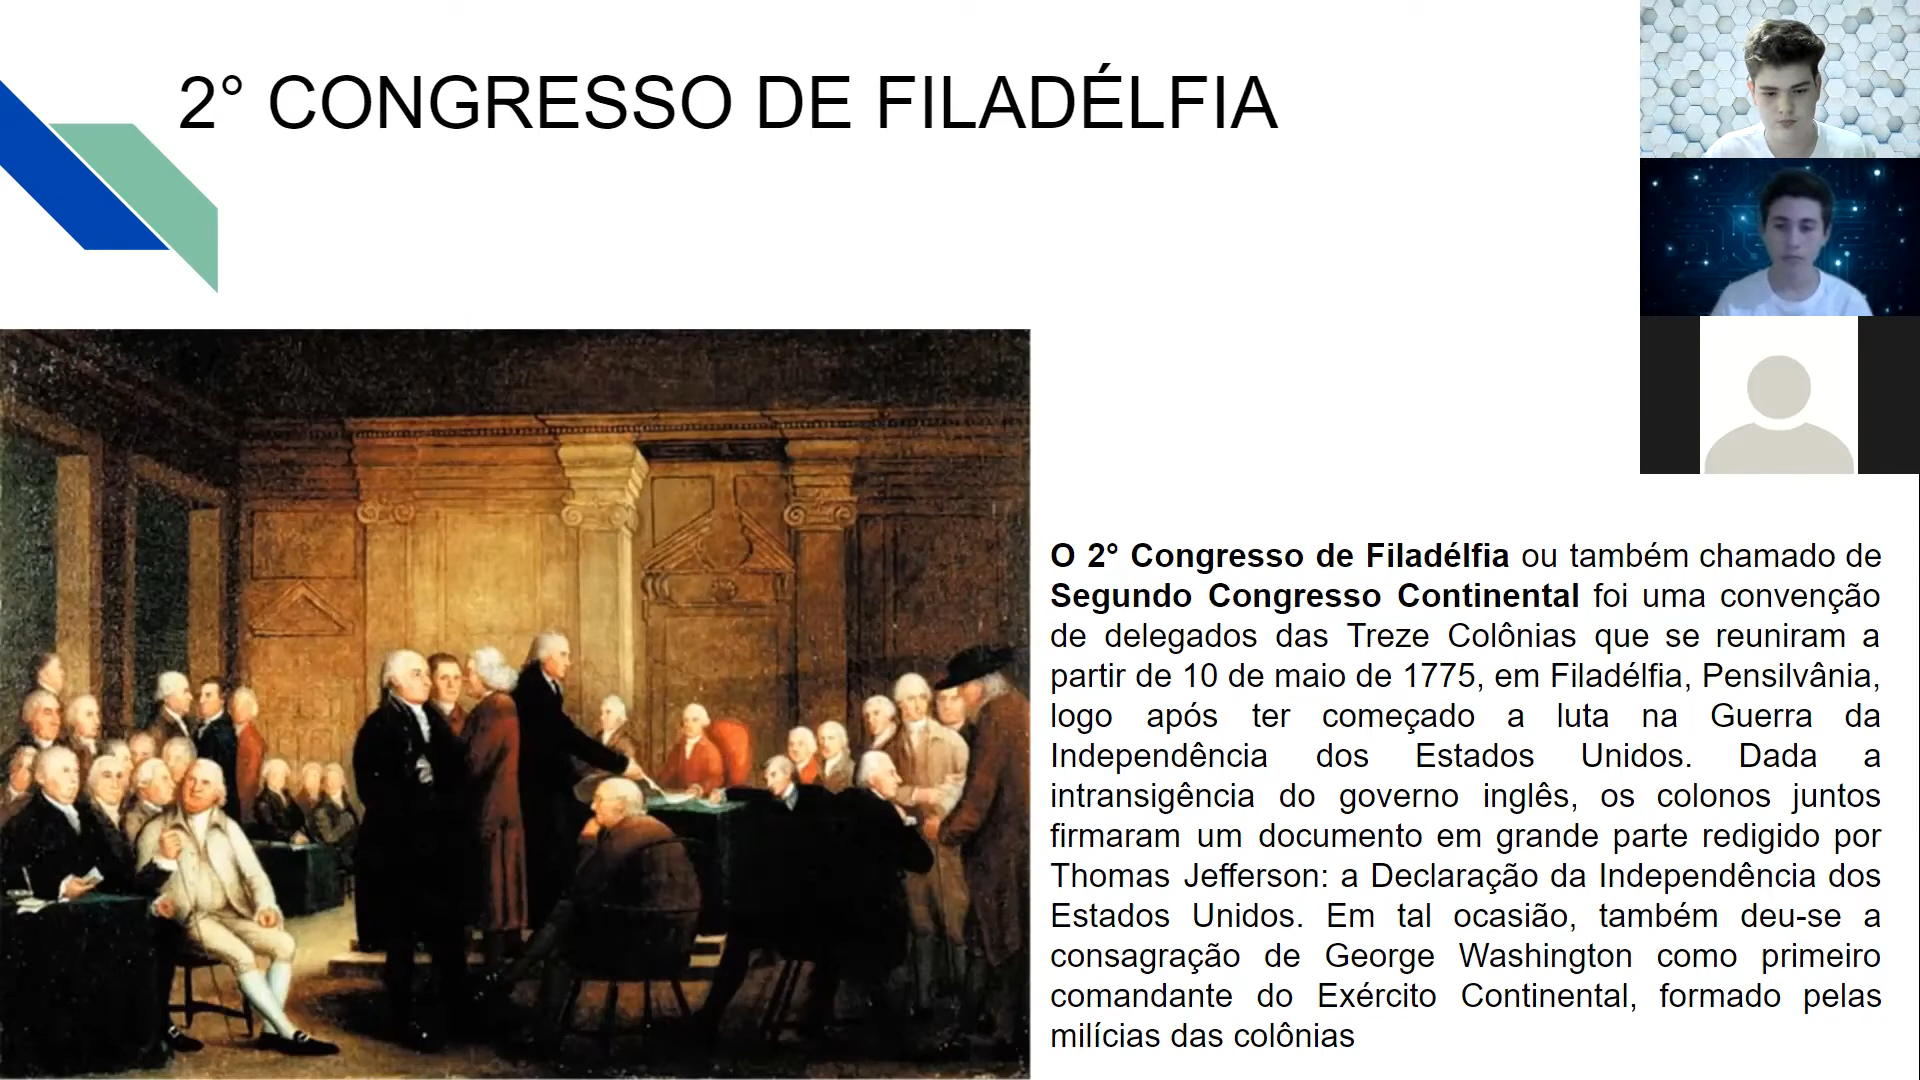 2° CONGRESSO DE FILADÉLFIA
O 2° Congresso de Filadélfia ou também chamado de
Segundo Congresso Continental foi uma convenção
de delegados das Treze Colônias que se reuniram a
partir de 10 de maio de 1775, em Filadélfia, Pensilvânia,
logo após ter começado a luta na Guerra da
Independência dos Estados Unidos. Dada a
intransigência do governo inglês, os colonos juntos
firmaram um documento em grande parte redigido por
Thomas Jefferson: a Declaração da Independência dos
Estados Unidos. Em tal ocasião, também deu-se a
consagração de George Washington como primeiro
comandante do Exército Continental, formado pelas
milícias das colônias